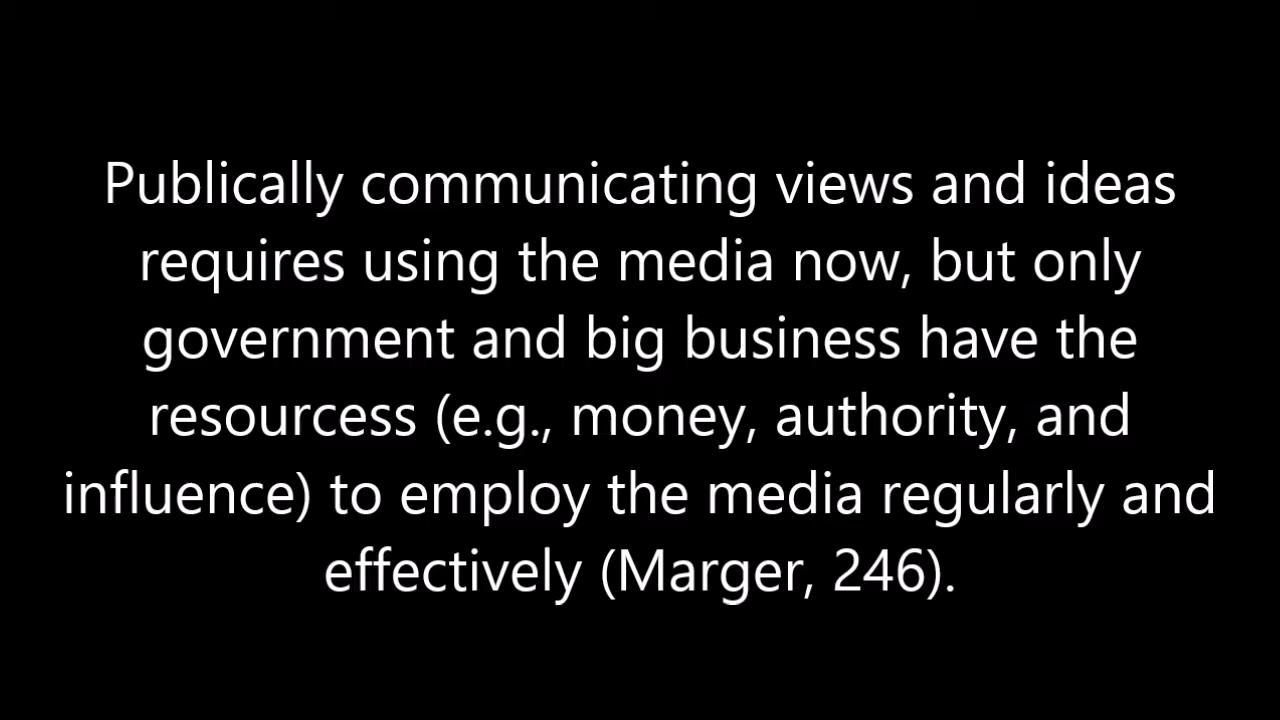 Publically communicating views and ideas
requires using the media now, but only
government and big business have the
resourcess (e.g., money, authority, and
influence) to employ the media regularly and
effectively (Marger, 246).